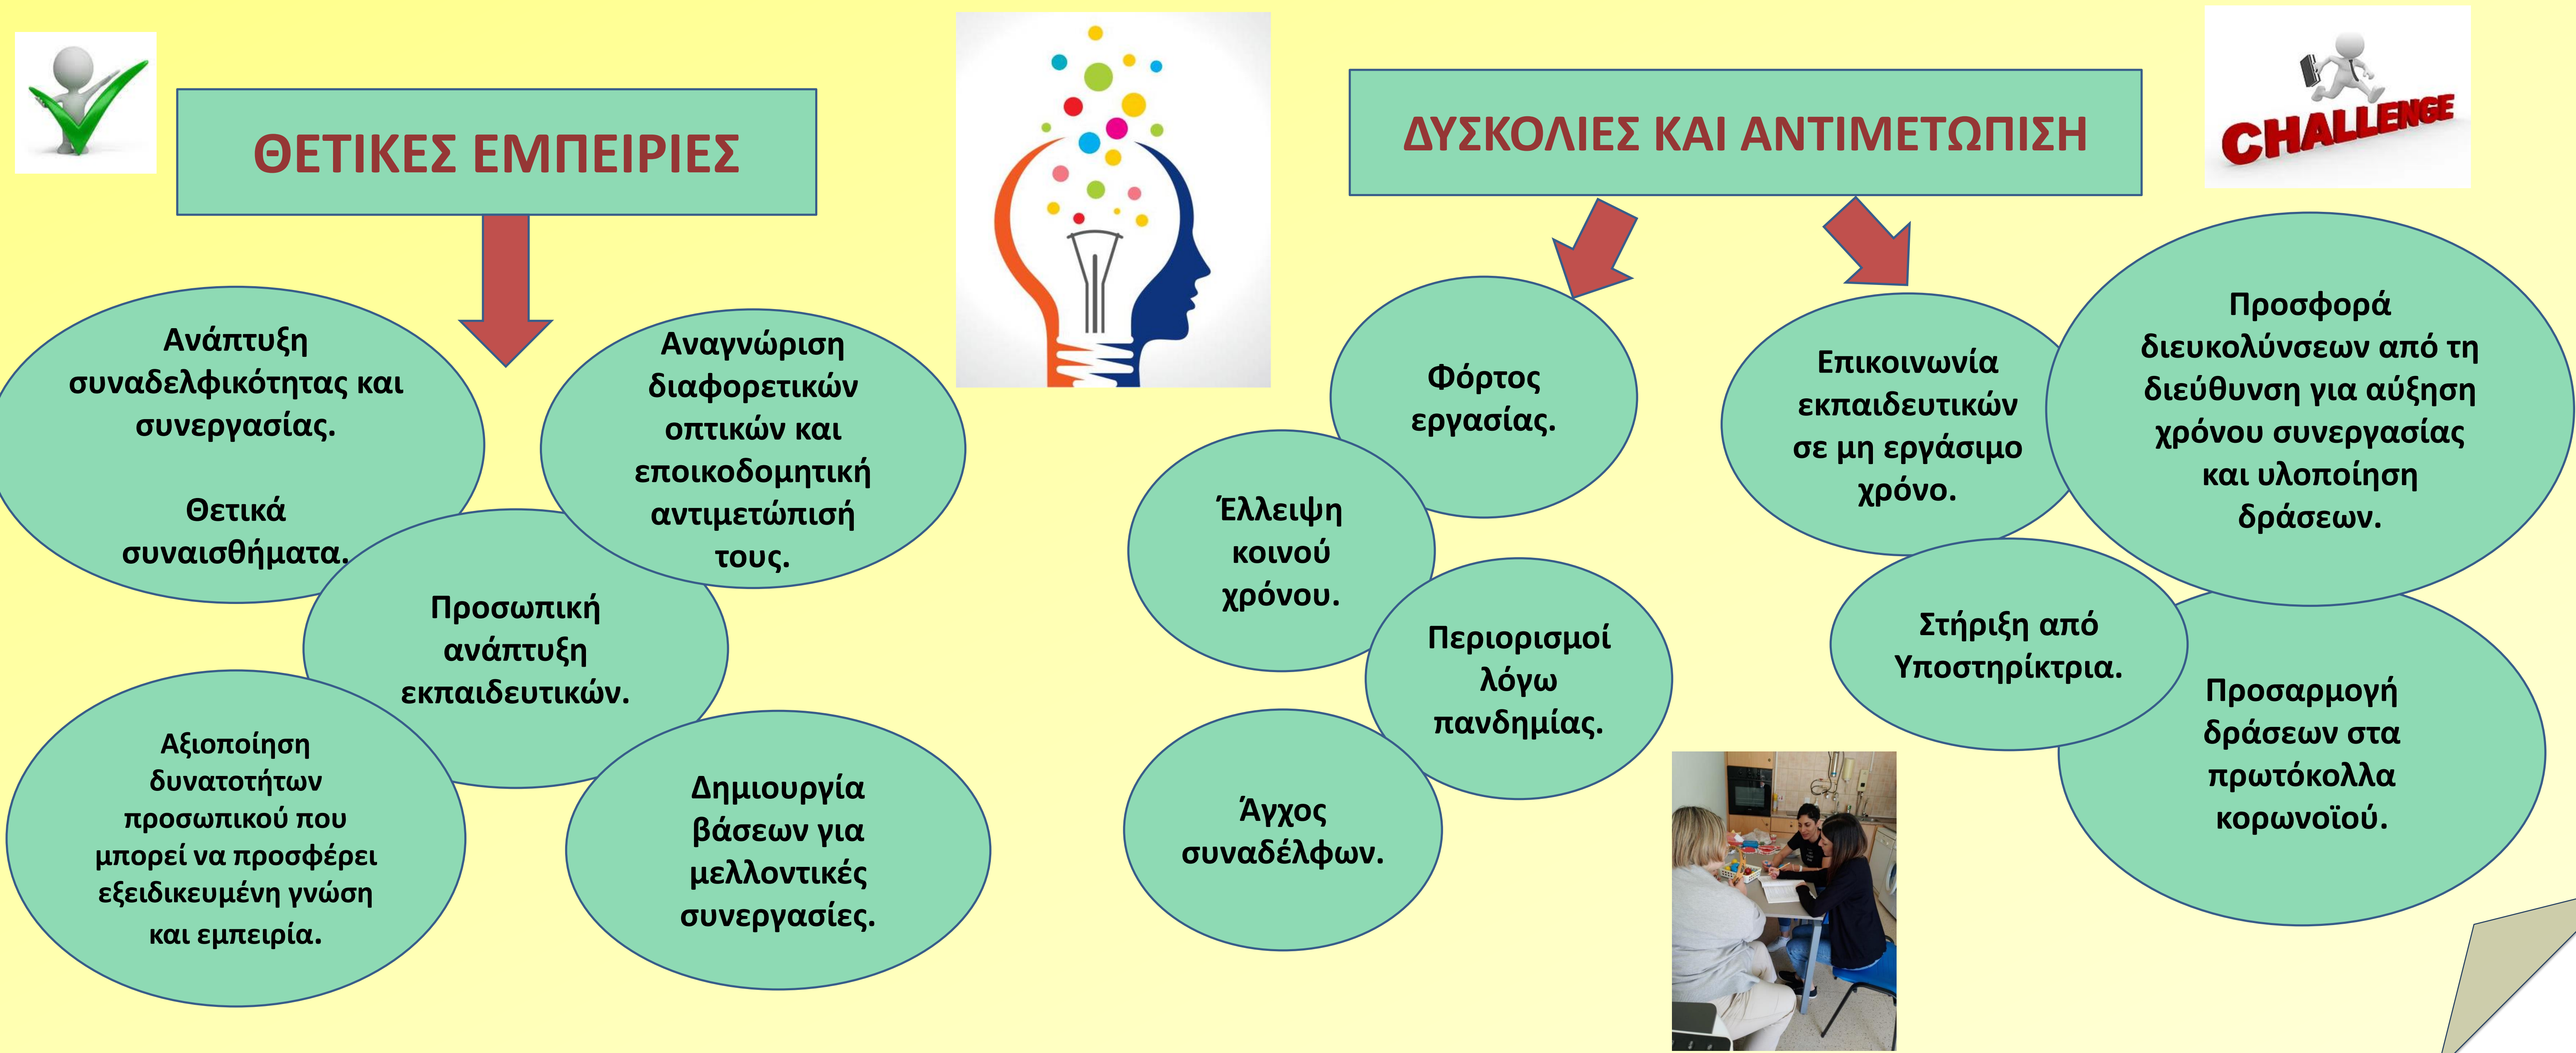 ΘΕΤΙΚΕΣ ΕΜΠΕΙΡΙΕΣ
Ανάπτυξη
συναδελφικότητας και
συνεργασίας.
Θετικά
συναισθήματα.
Αναγνώριση
διαφορετικών
οπτικών και
εποικοδομητική
αντιμετώπισή
τους.
Προσωπική
ανάπτυξη
εκπαιδευτικών.
Αξιοποίηση
δυνατοτήτων
προσωπικού που
μπορεί να προσφέρει
εξειδικευμένη γνώση
και εμπειρία.
Δημιουργία
βάσεων για
μελλοντικές
συνεργασίες.
ΔΥΣΚΟΛΙΕΣ ΚΑΙ ΑΝΤΙΜΕΤΩΠΙΣΗ
CHALLENGE
Φόρτος
εργασίας.
Έλλειψη
κοινού
χρόνου.
Περιορισμοί
λόγω
πανδημίας.
Άγχος
συναδέλφων.
Επικοινωνία
εκπαιδευτικών
σε μη εργάσιμο
χρόνο.
Προσφορά
διευκολύνσεων από τη
διεύθυνση για αύξηση
χρόνου συνεργασίας
και υλοποίηση
δράσεων.
Στήριξη από
Υποστηρίκτρια.
Προσαρμογή
δράσεων στα
πρωτόκολλα
κορωνοϊού.